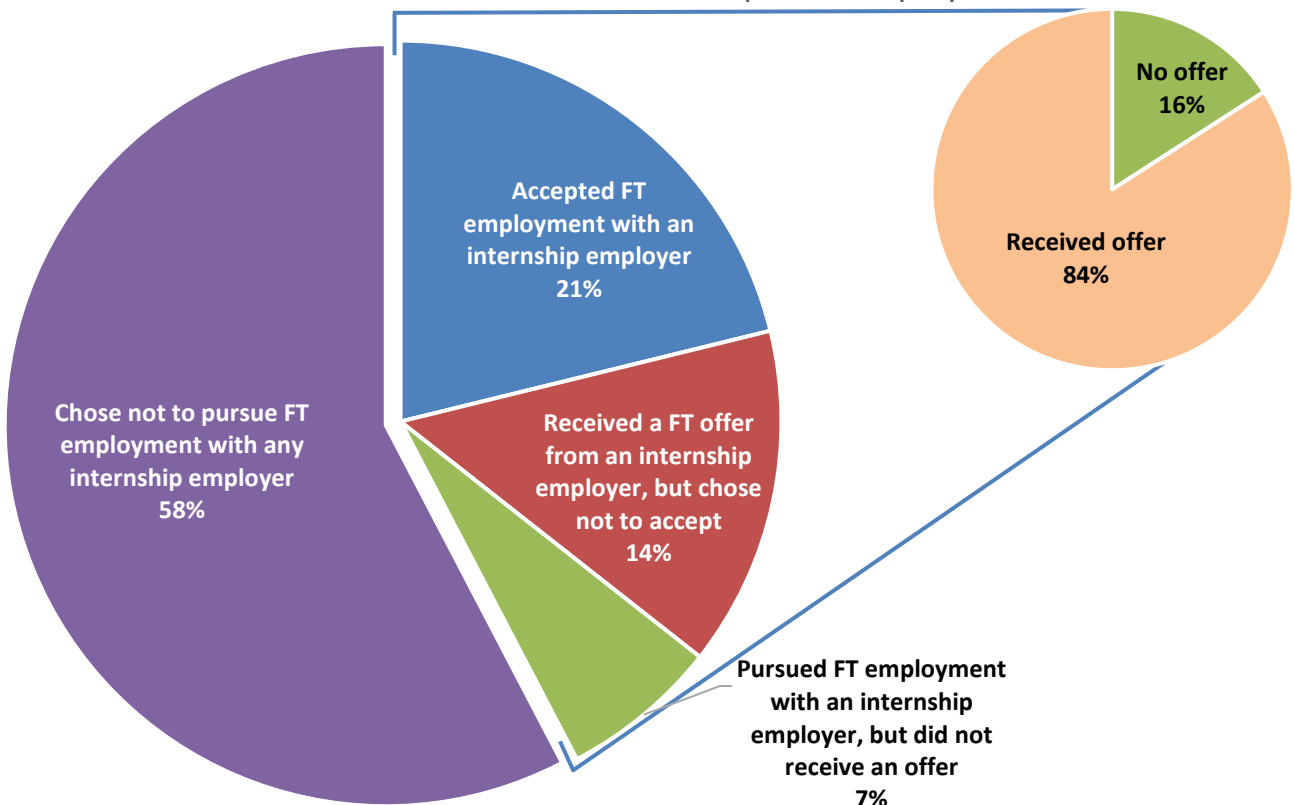 Accepted FT
employment with an
internship employer
21%
Received a FT offer
from an internship
employer, but chose
not to accept
14%
Pursued FT employment
with an internship
employer, but did not
receive an offer
7%
Chose not to pursue FT
employment with any
internship employer
58%
No offer
16%
Received offer
84%